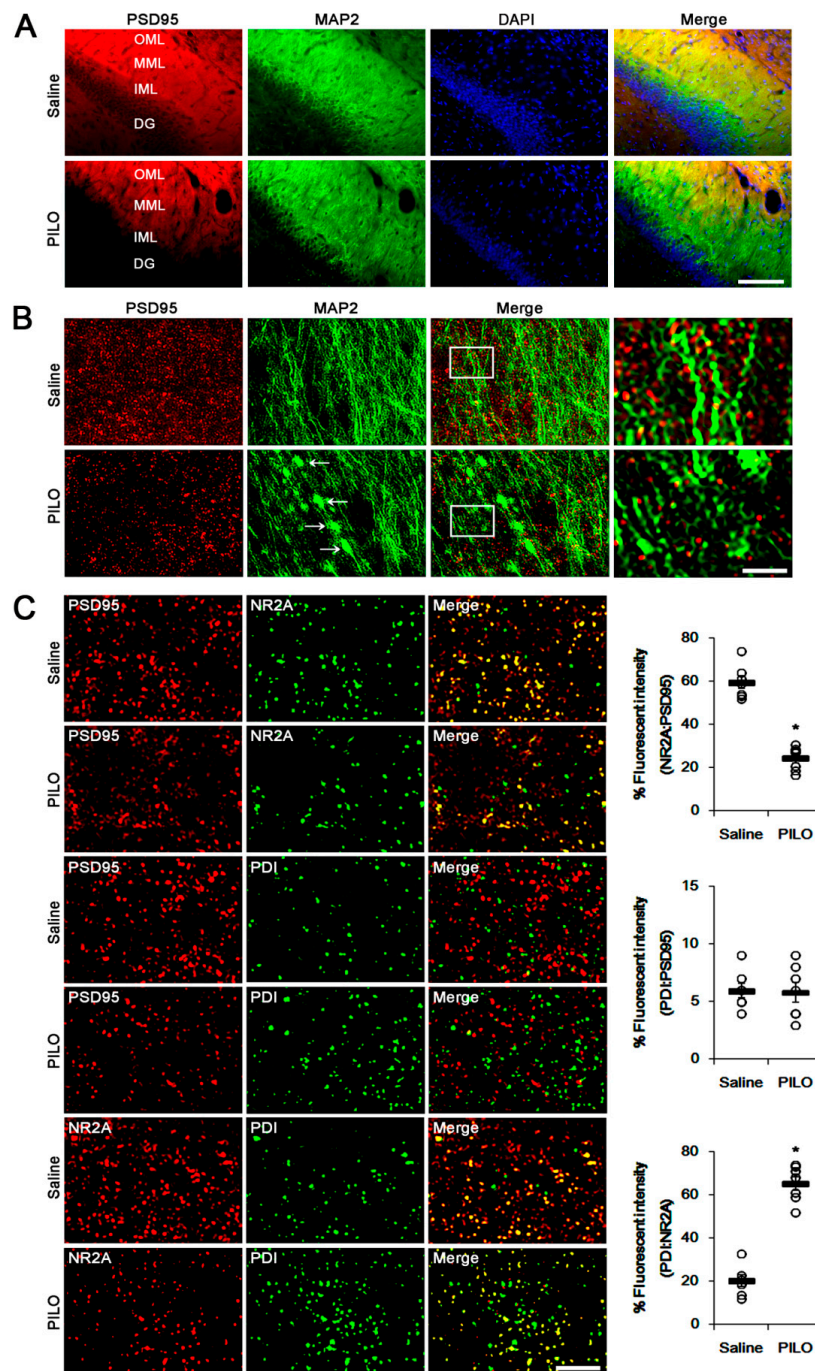 A
PSD95 MAP2 DAPI Merge
Saline
OML
MML
IML
DG
PILO
OML
MML
IML
DG
B
PSD95 MAP2 Merge
Saline
PILO
C
Saline
PSD95 NR2A Merge
PILO
PSD95 NR2A Merge
Saline
PSD95 PDI Merge
PILO
PSD95 PDI Merge
Saline
NR2A PDI Merge
PILO
NR2A PDI Merge
% Fluorescent intensity
(NR2A:PSD95)
80
60
40
20
0
*
Saline PILO
% Fluorescent intensity
(PDI:PSD95)
15
10
5
0
Saline PILO
% Fluorescent intensity
(PDI:NR2A)
80
60
40
20
0
*
Saline PILO